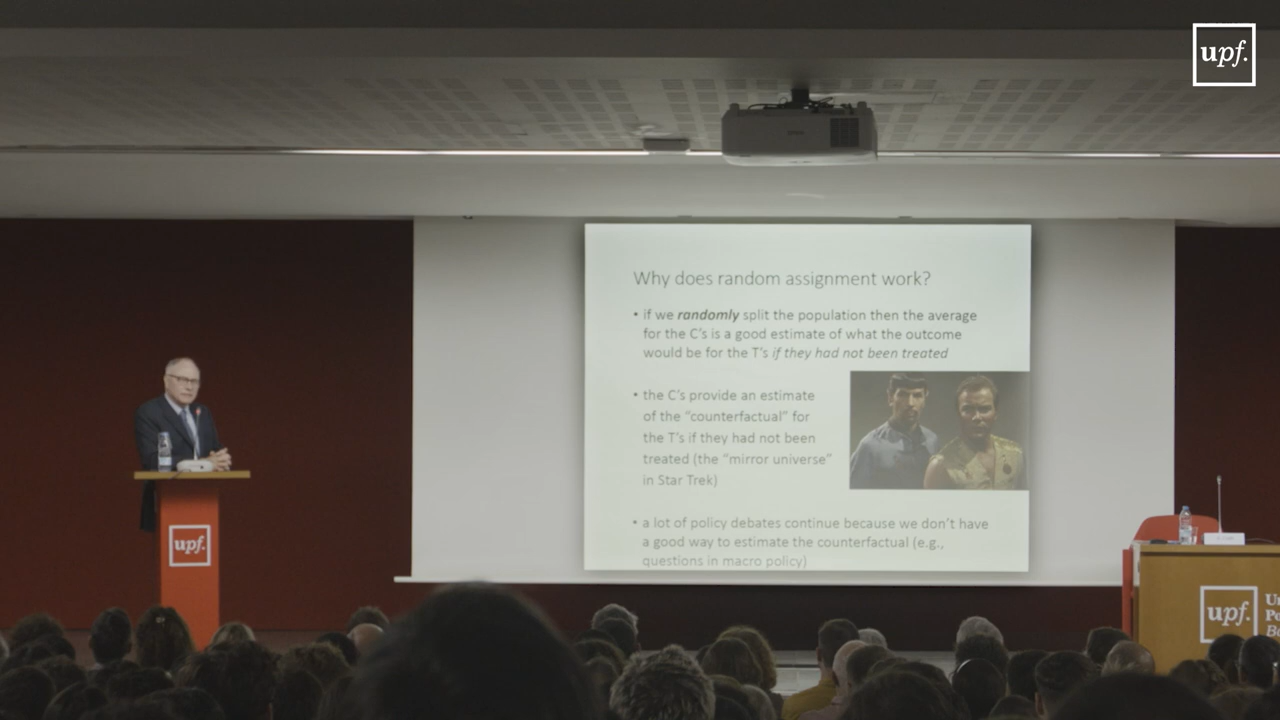 upf.
Why does random assignment work?
• if we randomly split the population then the average
for the C's is a good estimate of what the outcome
would be for the T's if they had not been treated
• the C's provide an estimate
of the "counterfactual" for
the T's if they had not been
treated (the "mirror universe"
in Star Trek)
• a lot of policy debates continue because we don't have
a good way to estimate the counterfactual (e.g.,
questions in macro policy)
upf.
upf.